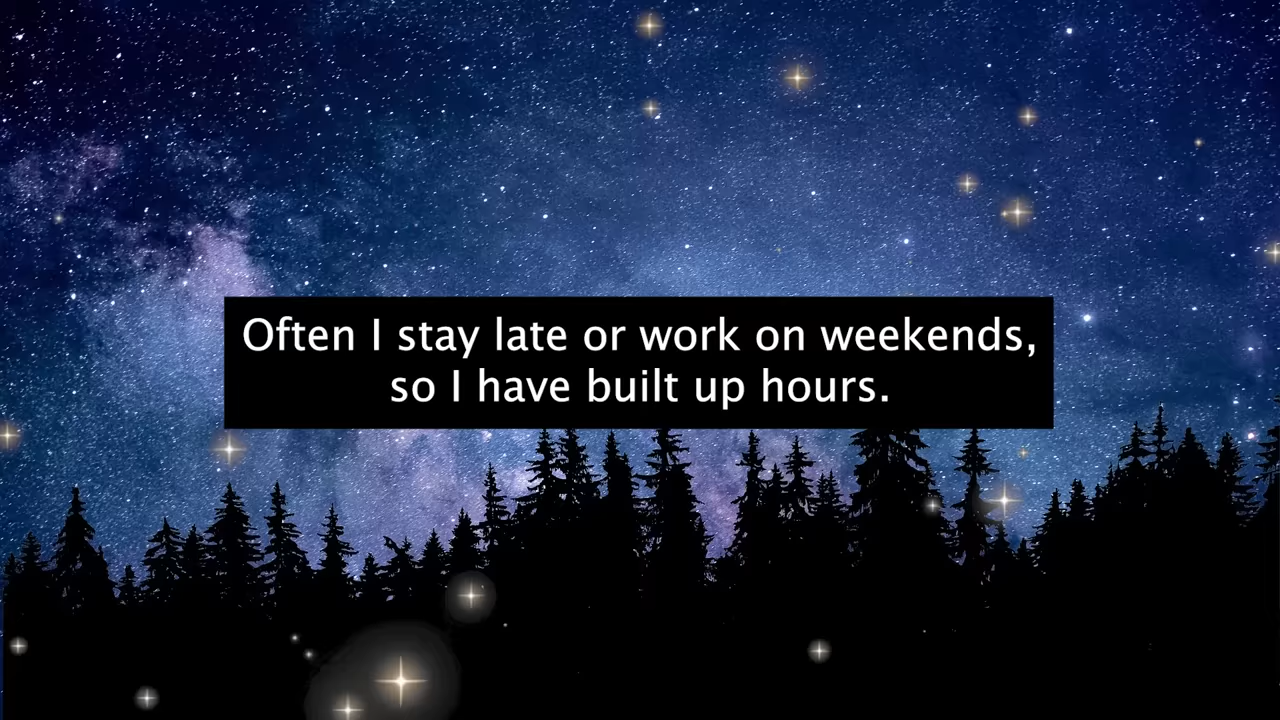 Often I stay late or work on weekends,
so I have built up hours.